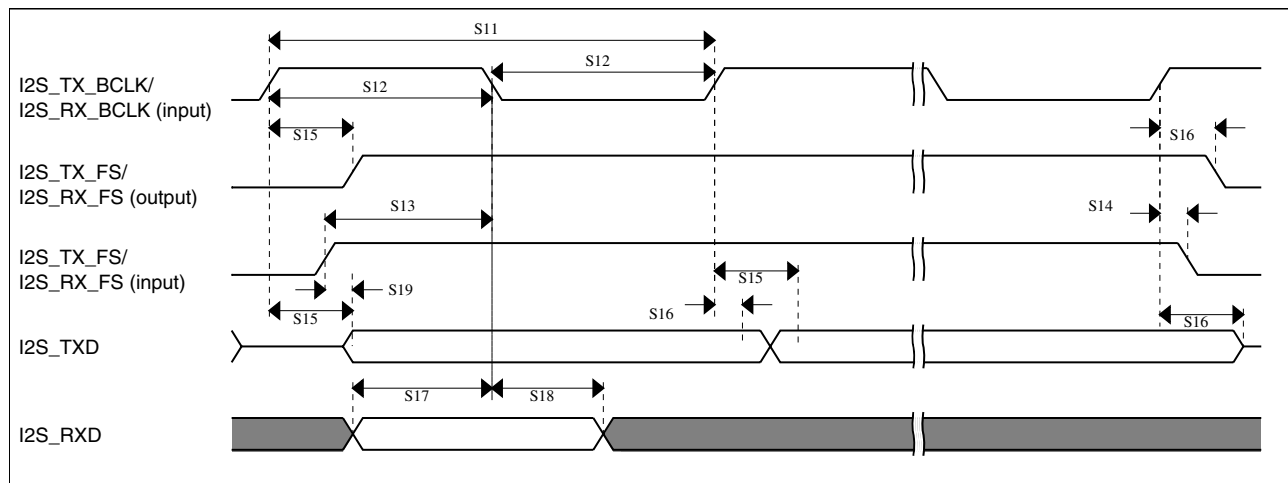 S11
I2S_TX_BCLK/
I2S_RX_BCLK (input)
S12
S12
S15
S16
I2S_TX_FS/
I2S_RX_FS (output)
S13
S14
I2S_TX_FS/
I2S_RX_FS (input)
S15
S19
S15
S16
S16
I2S_TXD
S17
S18
I2S_RXD